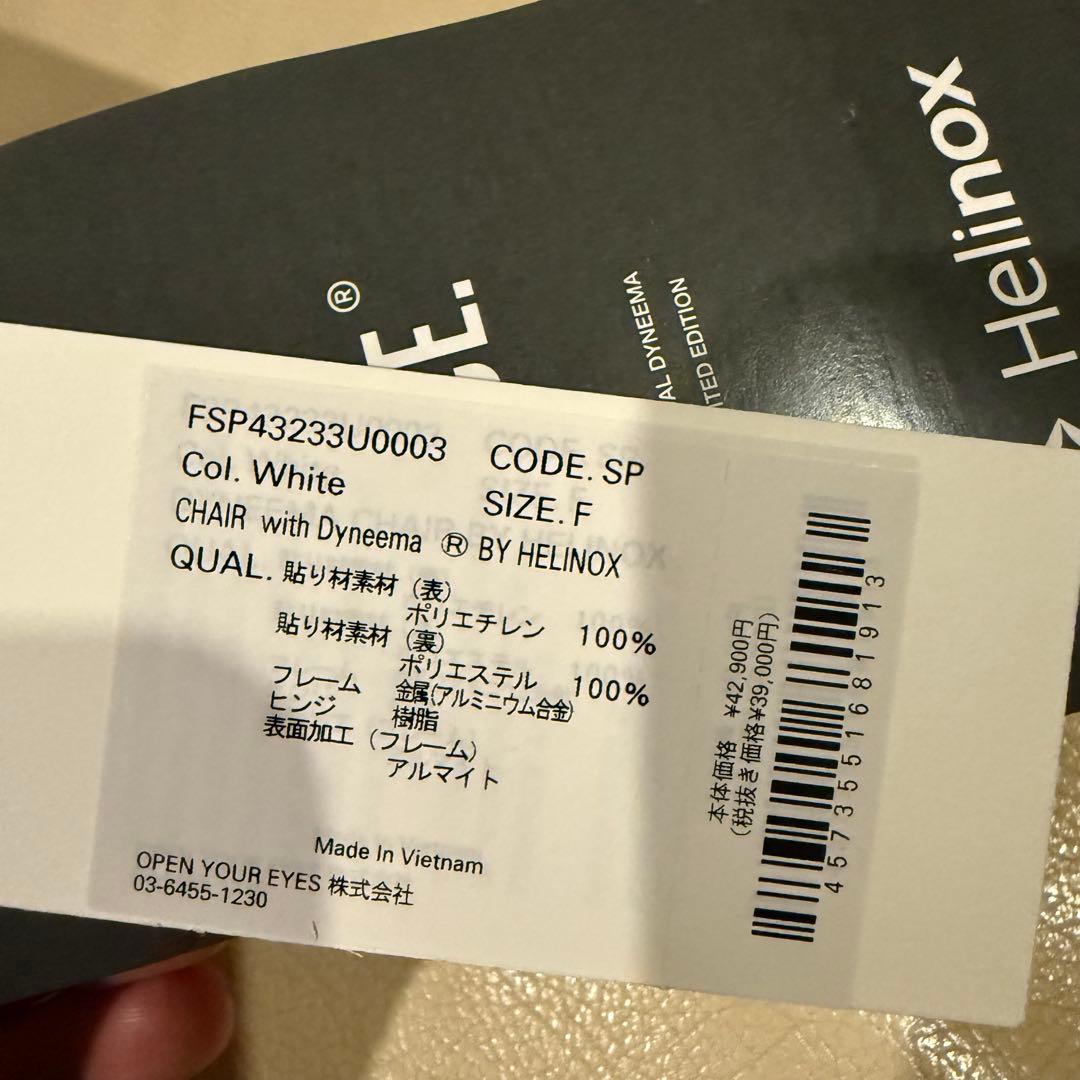 Helinox
®
E.
AL DYNEEMA
TED EDITION
FSP43233U0003 CODE. SP
Col. White SIZE. F
CHAIR with Dyneema ® BY HELINOX
QUAL. 貼り材素材 (表)
ポリエチレン 100%
貼り材素材 (裏)
ポリエステル 100%
フレーム 金属(アルミニウム合金)
ヒンジ 樹脂
表面加工 (フレーム)
アルマイト
Made In Vietnam
OPEN YOUR EYES 株式会社
03-6455-1230
本体価格 ¥42,900円
(税抜き価格¥39,000円)
4573551681913